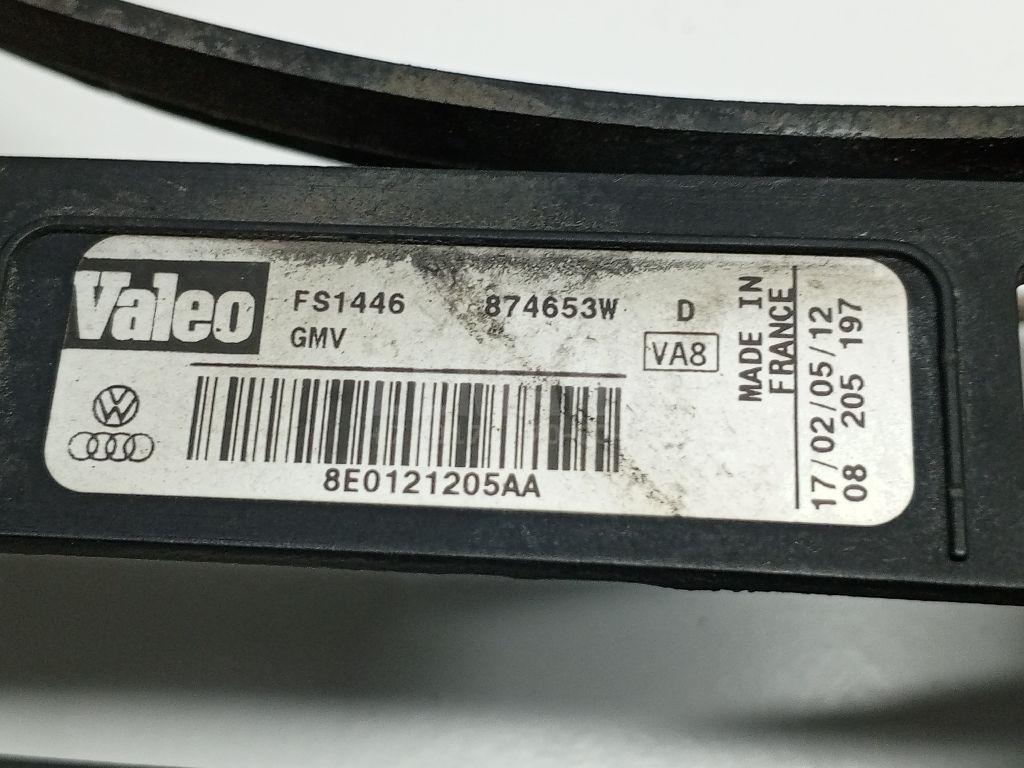 Valeo
FS1446 874653W D
GMV
VA8
8E0121205AA
MADE IN
FRANCE
17/02/05/12
08 205 197